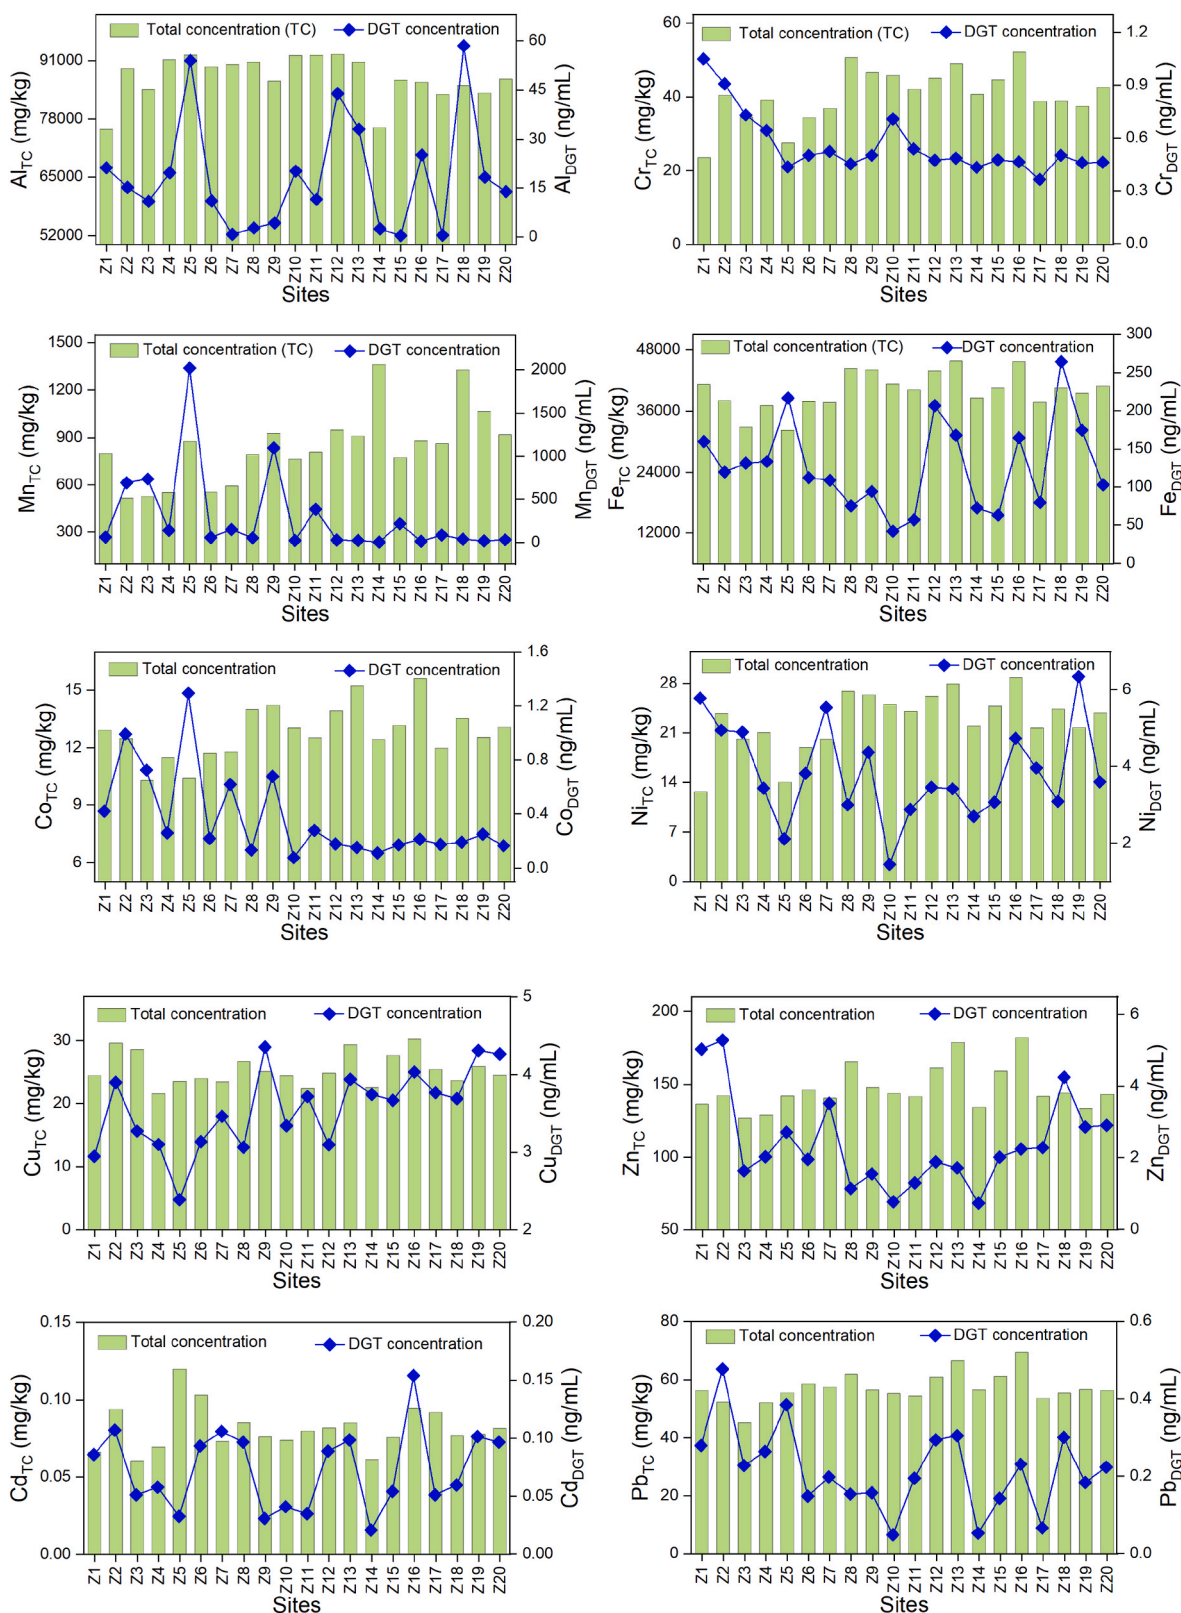 Total concentration (TC) DGT concentration
Al_TC (mg/kg)
91000
78000
65000
52000
Al_DGT (ng/mL)
60
45
30
15
0
Z1 Z2 Z3 Z4 Z5 Z6 Z7 Z8 Z9 Z10 Z11 Z12 Z13 Z14 Z15 Z16 Z17 Z18 Z19 Z20
Sites
Total concentration (TC) DGT concentration
Cr_TC (mg/kg)
60
40
20
0
Cr_DGT (ng/mL)
1.2
0.9
0.6
0.3
0.0
Z1 Z2 Z3 Z4 Z5 Z6 Z7 Z8 Z9 Z10 Z11 Z12 Z13 Z14 Z15 Z16 Z17 Z18 Z19 Z20
Sites
Total concentration (TC) DGT concentration
Mn_TC (mg/kg)
1500
1200
900
600
300
Mn_DGT (ng/mL)
2000
1500
1000
500
0
Z1 Z2 Z3 Z4 Z5 Z6 Z7 Z8 Z9 Z10 Z11 Z12 Z13 Z14 Z15 Z16 Z17 Z18 Z19 Z20
Sites
Total concentration (TC) DGT concentration
Fe_TC (mg/kg)
48000
36000
24000
12000
Fe_DGT (ng/mL)
300
250
200
150
100
50
0
Z1 Z2 Z3 Z4 Z5 Z6 Z7 Z8 Z9 Z10 Z11 Z12 Z13 Z14 Z15 Z16 Z17 Z18 Z19 Z20
Sites
Total concentration DGT concentration
Co_TC (mg/kg)
15
12
9
6
Co_DGT (ng/mL)
1.6
1.2
0.8
0.4
0.0
Z1 Z2 Z3 Z4 Z5 Z6 Z7 Z8 Z9 Z10 Z11 Z12 Z13 Z14 Z15 Z16 Z17 Z18 Z19 Z20
Sites
Total concentration DGT concentration
Ni_TC (mg/kg)
28
21
14
7
0
Ni_DGT (ng/mL)
6
4
2
Z1 Z2 Z3 Z4 Z5 Z6 Z7 Z8 Z9 Z10 Z11 Z12 Z13 Z14 Z15 Z16 Z17 Z18 Z19 Z20
Sites
Total concentration DGT concentration
Cu_TC (mg/kg)
30
20
10
0
Cu_DGT (ng/mL)
5
4
3
2
Z1 Z2 Z3 Z4 Z5 Z6 Z7 Z8 Z9 Z10 Z11 Z12 Z13 Z14 Z15 Z16 Z17 Z18 Z19 Z20
Sites
Total concentration DGT concentration
Zn_TC (mg/kg)
200
150
100
50
Zn_DGT (ng/mL)
6
4
2
0
Z1 Z2 Z3 Z4 Z5 Z6 Z7 Z8 Z9 Z10 Z11 Z12 Z13 Z14 Z15 Z16 Z17 Z18 Z19 Z20
Sites
Total concentration DGT concentration
Cd_TC (mg/kg)
0.15
0.10
0.05
0.00
Cd_DGT (ng/mL)
0.20
0.15
0.10
0.05
0.00
Z1 Z2 Z3 Z4 Z5 Z6 Z7 Z8 Z9 Z10 Z11 Z12 Z13 Z14 Z15 Z16 Z17 Z18 Z19 Z20
Sites
Total concentration DGT concentration
Pb_TC (mg/kg)
80
60
40
20
0
Pb_DGT (ng/mL)
0.6
0.4
0.2
0.0
Z1 Z2 Z3 Z4 Z5 Z6 Z7 Z8 Z9 Z10 Z11 Z12 Z13 Z14 Z15 Z16 Z17 Z18 Z19 Z20
Sites